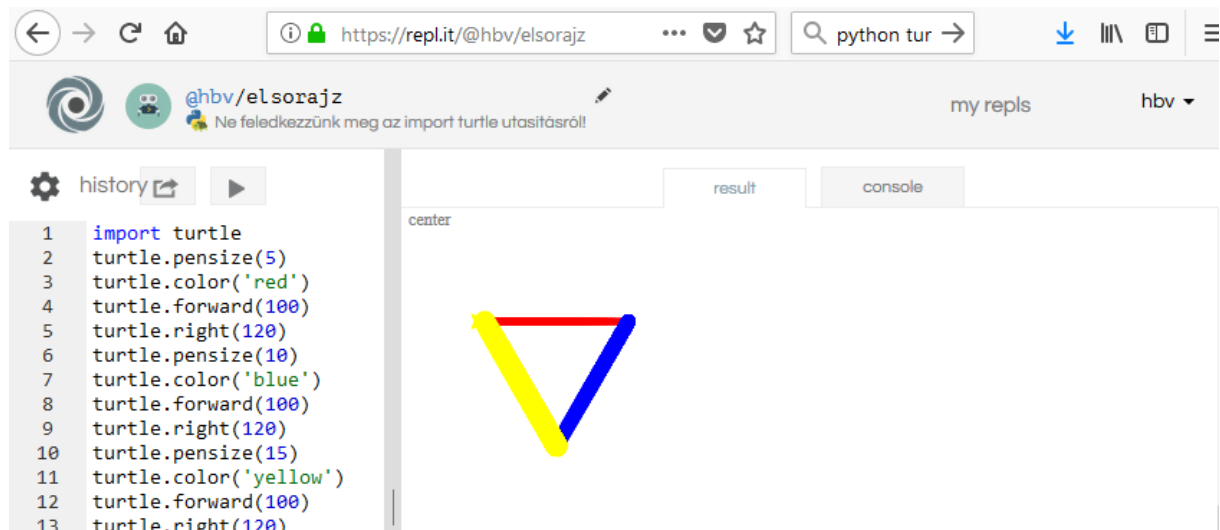 https://repl.it/@hbv/elsorajz
python tur
@hbv/elsorajz
Ne feledkezzünk meg az import turtle utasításról!
my repls
hbv
history
result
console
center
1 import turtle
2 turtle.pensize(5)
3 turtle.color('red')
4 turtle.forward(100)
5 turtle.right(120)
6 turtle.pensize(10)
7 turtle.color('blue')
8 turtle.forward(100)
9 turtle.right(120)
10 turtle.pensize(15)
11 turtle.color('yellow')
12 turtle.forward(100)
13 turtle.right(120)